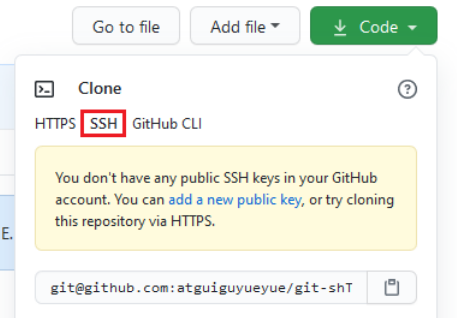 Go to file Add file Code
Clone
HTTPS SSH GitHub CLI
You don't have any public SSH keys in your GitHub
account. You can add a new public key, or try cloning
this repository via HTTPS.
E.
git@github.com:atguiguyueyue/git-shT